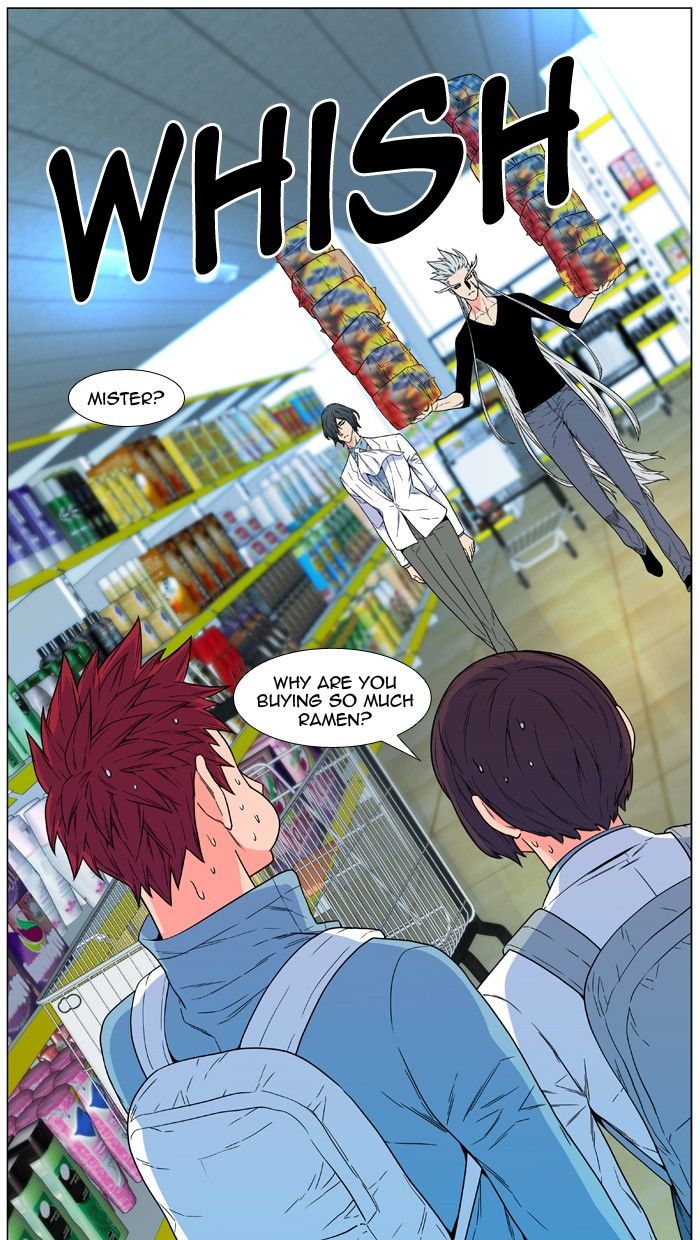 WHISH
MISTER?
WHY ARE YOU
BUYING SO MUCH
RAMEN?